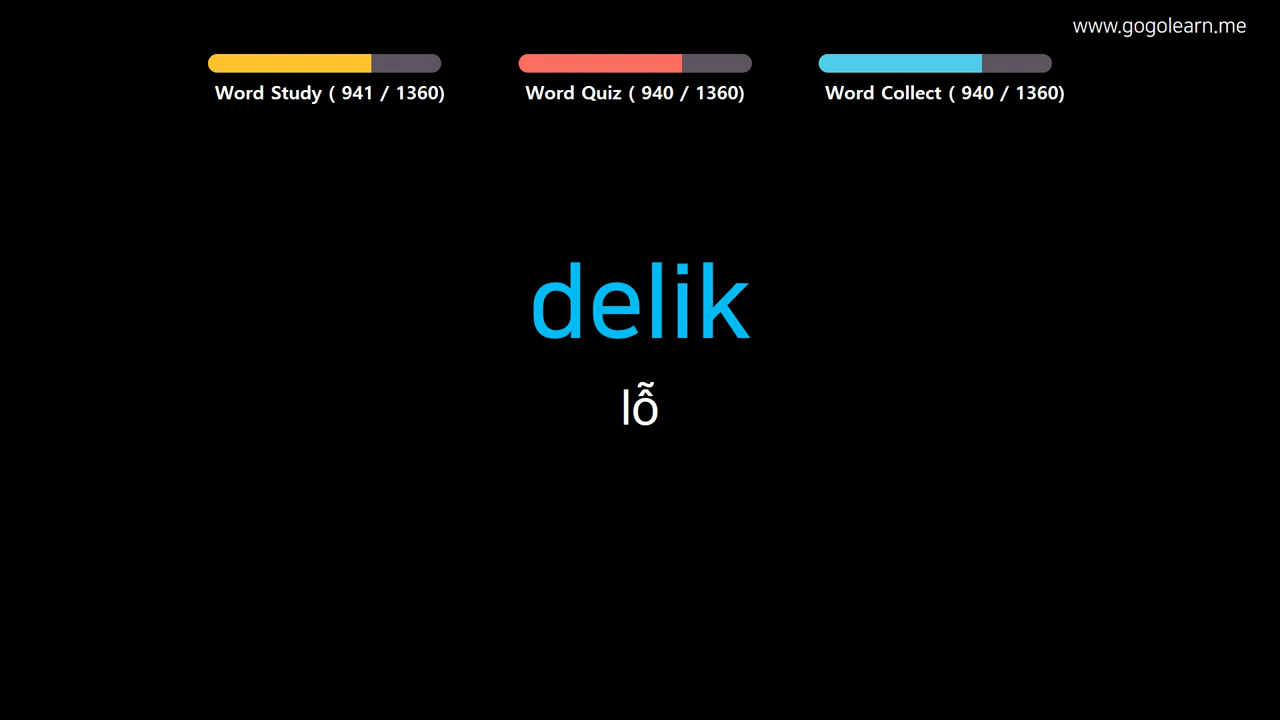 www.gogolearn.me
Word Study ( 941 / 1360)
Word Quiz ( 940 / 1360)
Word Collect ( 940 / 1360)
delik
lỗ